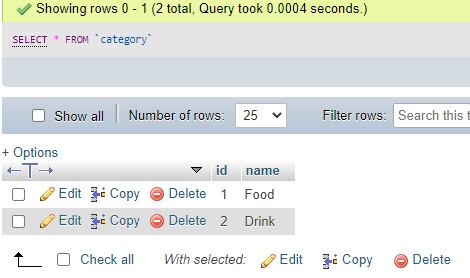 Showing rows 0 - 1 (2 total, Query took 0.0004 seconds.)
SELECT * FROM `category`
Show all Number of rows: 25 Filter rows: Search this t
+ Options
id name
Edit Copy Delete 1 Food
Edit Copy Delete 2 Drink
Check all With selected: Edit Copy Delete